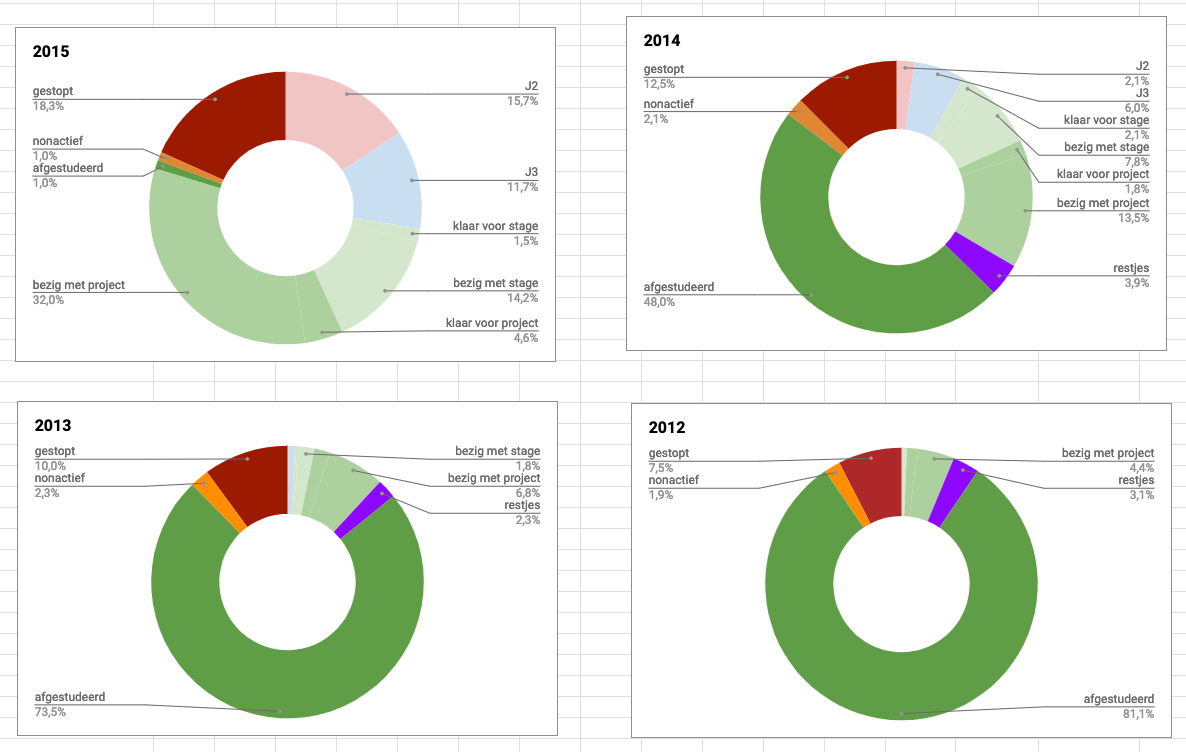 2015
gestopt
18,3%
nonactief
1,0%
afgestudeerd
1,0%
bezig met project
32,0%
J2
15,7%
J3
11,7%
klaar voor stage
1,5%
bezig met stage
14,2%
klaar voor project
4,6%
2014
gestopt
12,5%
nonactief
2,1%
afgestudeerd
48,0%
J2
2,1%
J3
6,0%
klaar voor stage
2,1%
bezig met stage
7,8%
klaar voor project
1,8%
bezig met project
13,5%
restjes
3,9%
2013
gestopt
10,0%
nonactief
2,3%
afgestudeerd
73,5%
bezig met stage
1,8%
bezig met project
6,8%
restjes
2,3%
2012
gestopt
7,5%
nonactief
1,9%
bezig met project
4,4%
restjes
3,1%
afgestudeerd
81,1%